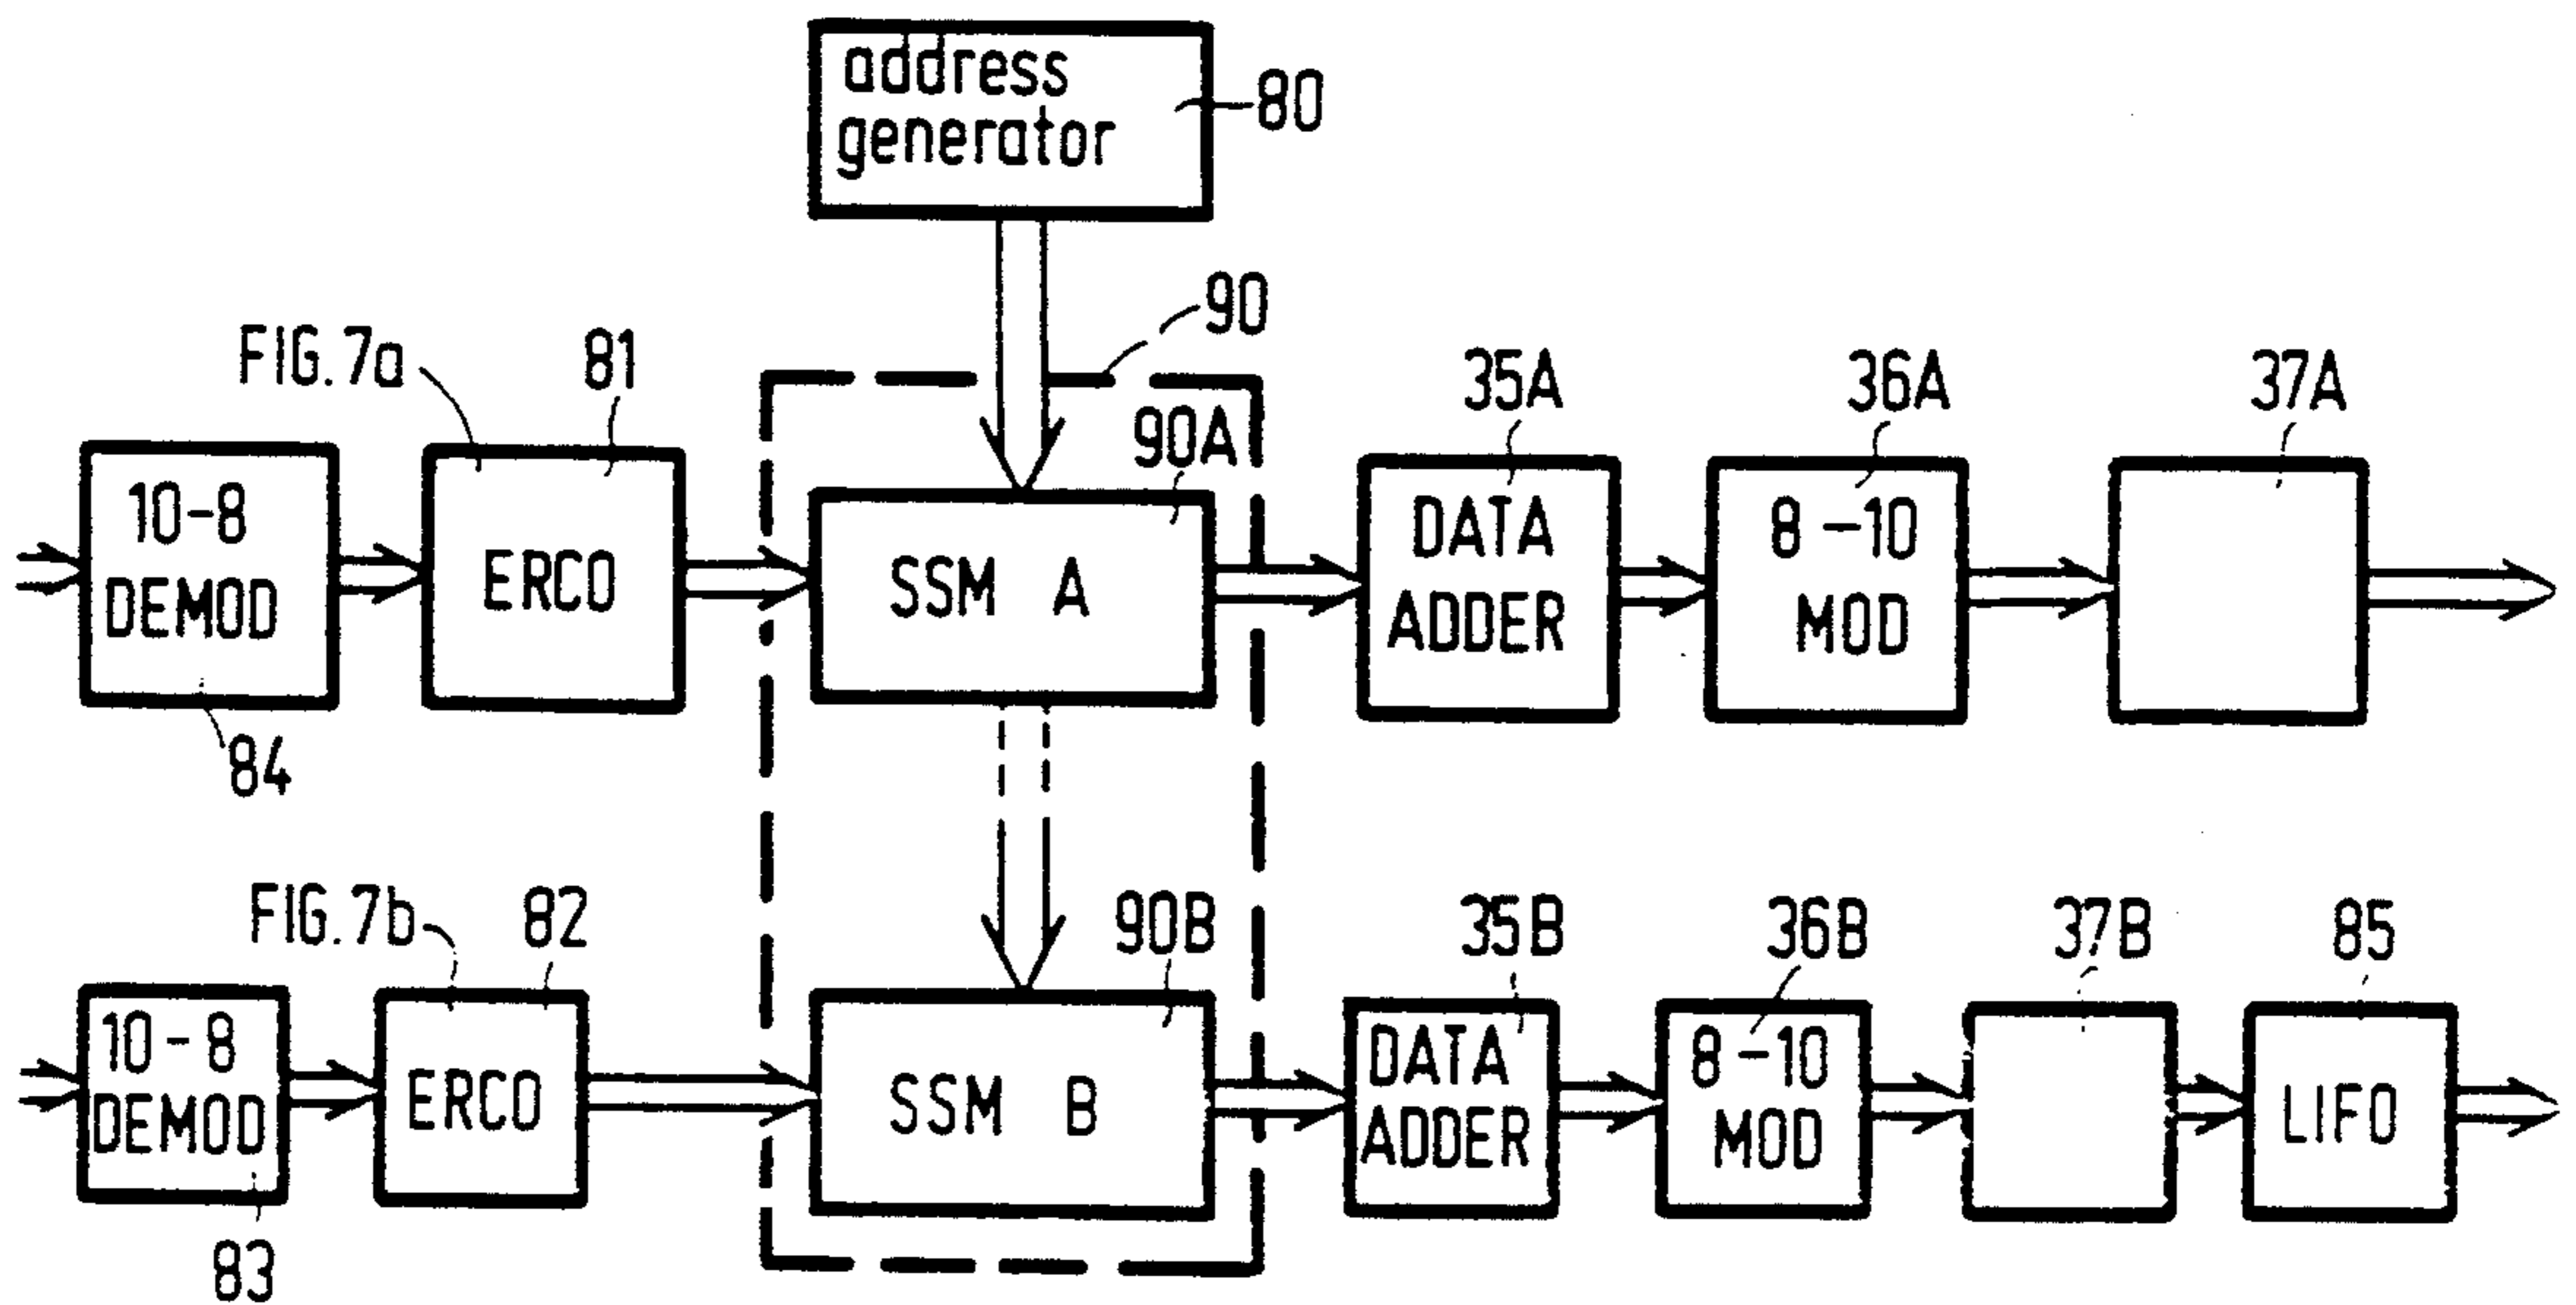 address
generator
80
90
FIG.7a
81
90A
35A
36A
37A
10-8
DEMOD
ERCO
SSM A
DATA
ADDER
8-10
MOD
84
FIG.7b
82
90B
35B
36B
37B
85
10-8
DEMOD
ERCO
SSM B
DATA
ADDER
8-10
MOD
LIFO
83